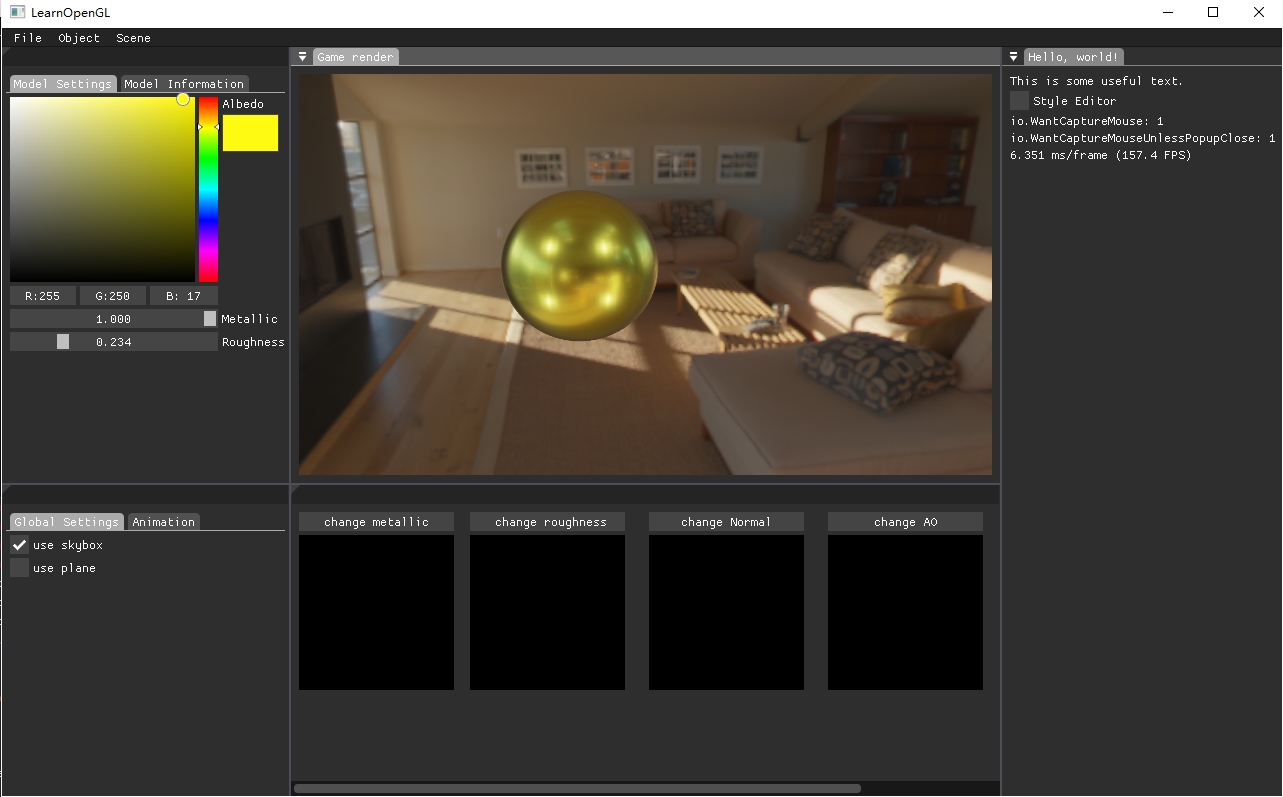 LearnOpenGL
File Object Scene
Model Settings Model Information
Albedo
R:255 G:250 B: 17
1.000 Metallic
0.234 Roughness
Game render
Hello, world!
This is some useful text.
Style Editor
io.WantCaptureMouse: 1
io.WantCaptureMouseUnlessPopupClose: 1
6.351 ms/frame (157.4 FPS)
Global Settings Animation
use skybox
use plane
change metallic change roughness change Normal change AO